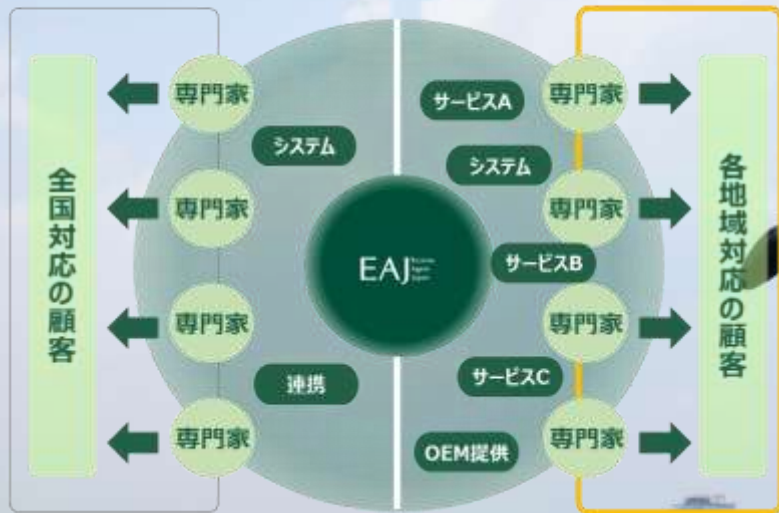 全国対応の顧客
専門家
専門家
専門家
専門家
システム
連携
EAJ
サービスA
システム
サービスB
サービスC
OEM提供
専門家
専門家
専門家
専門家
各地域対応の顧客